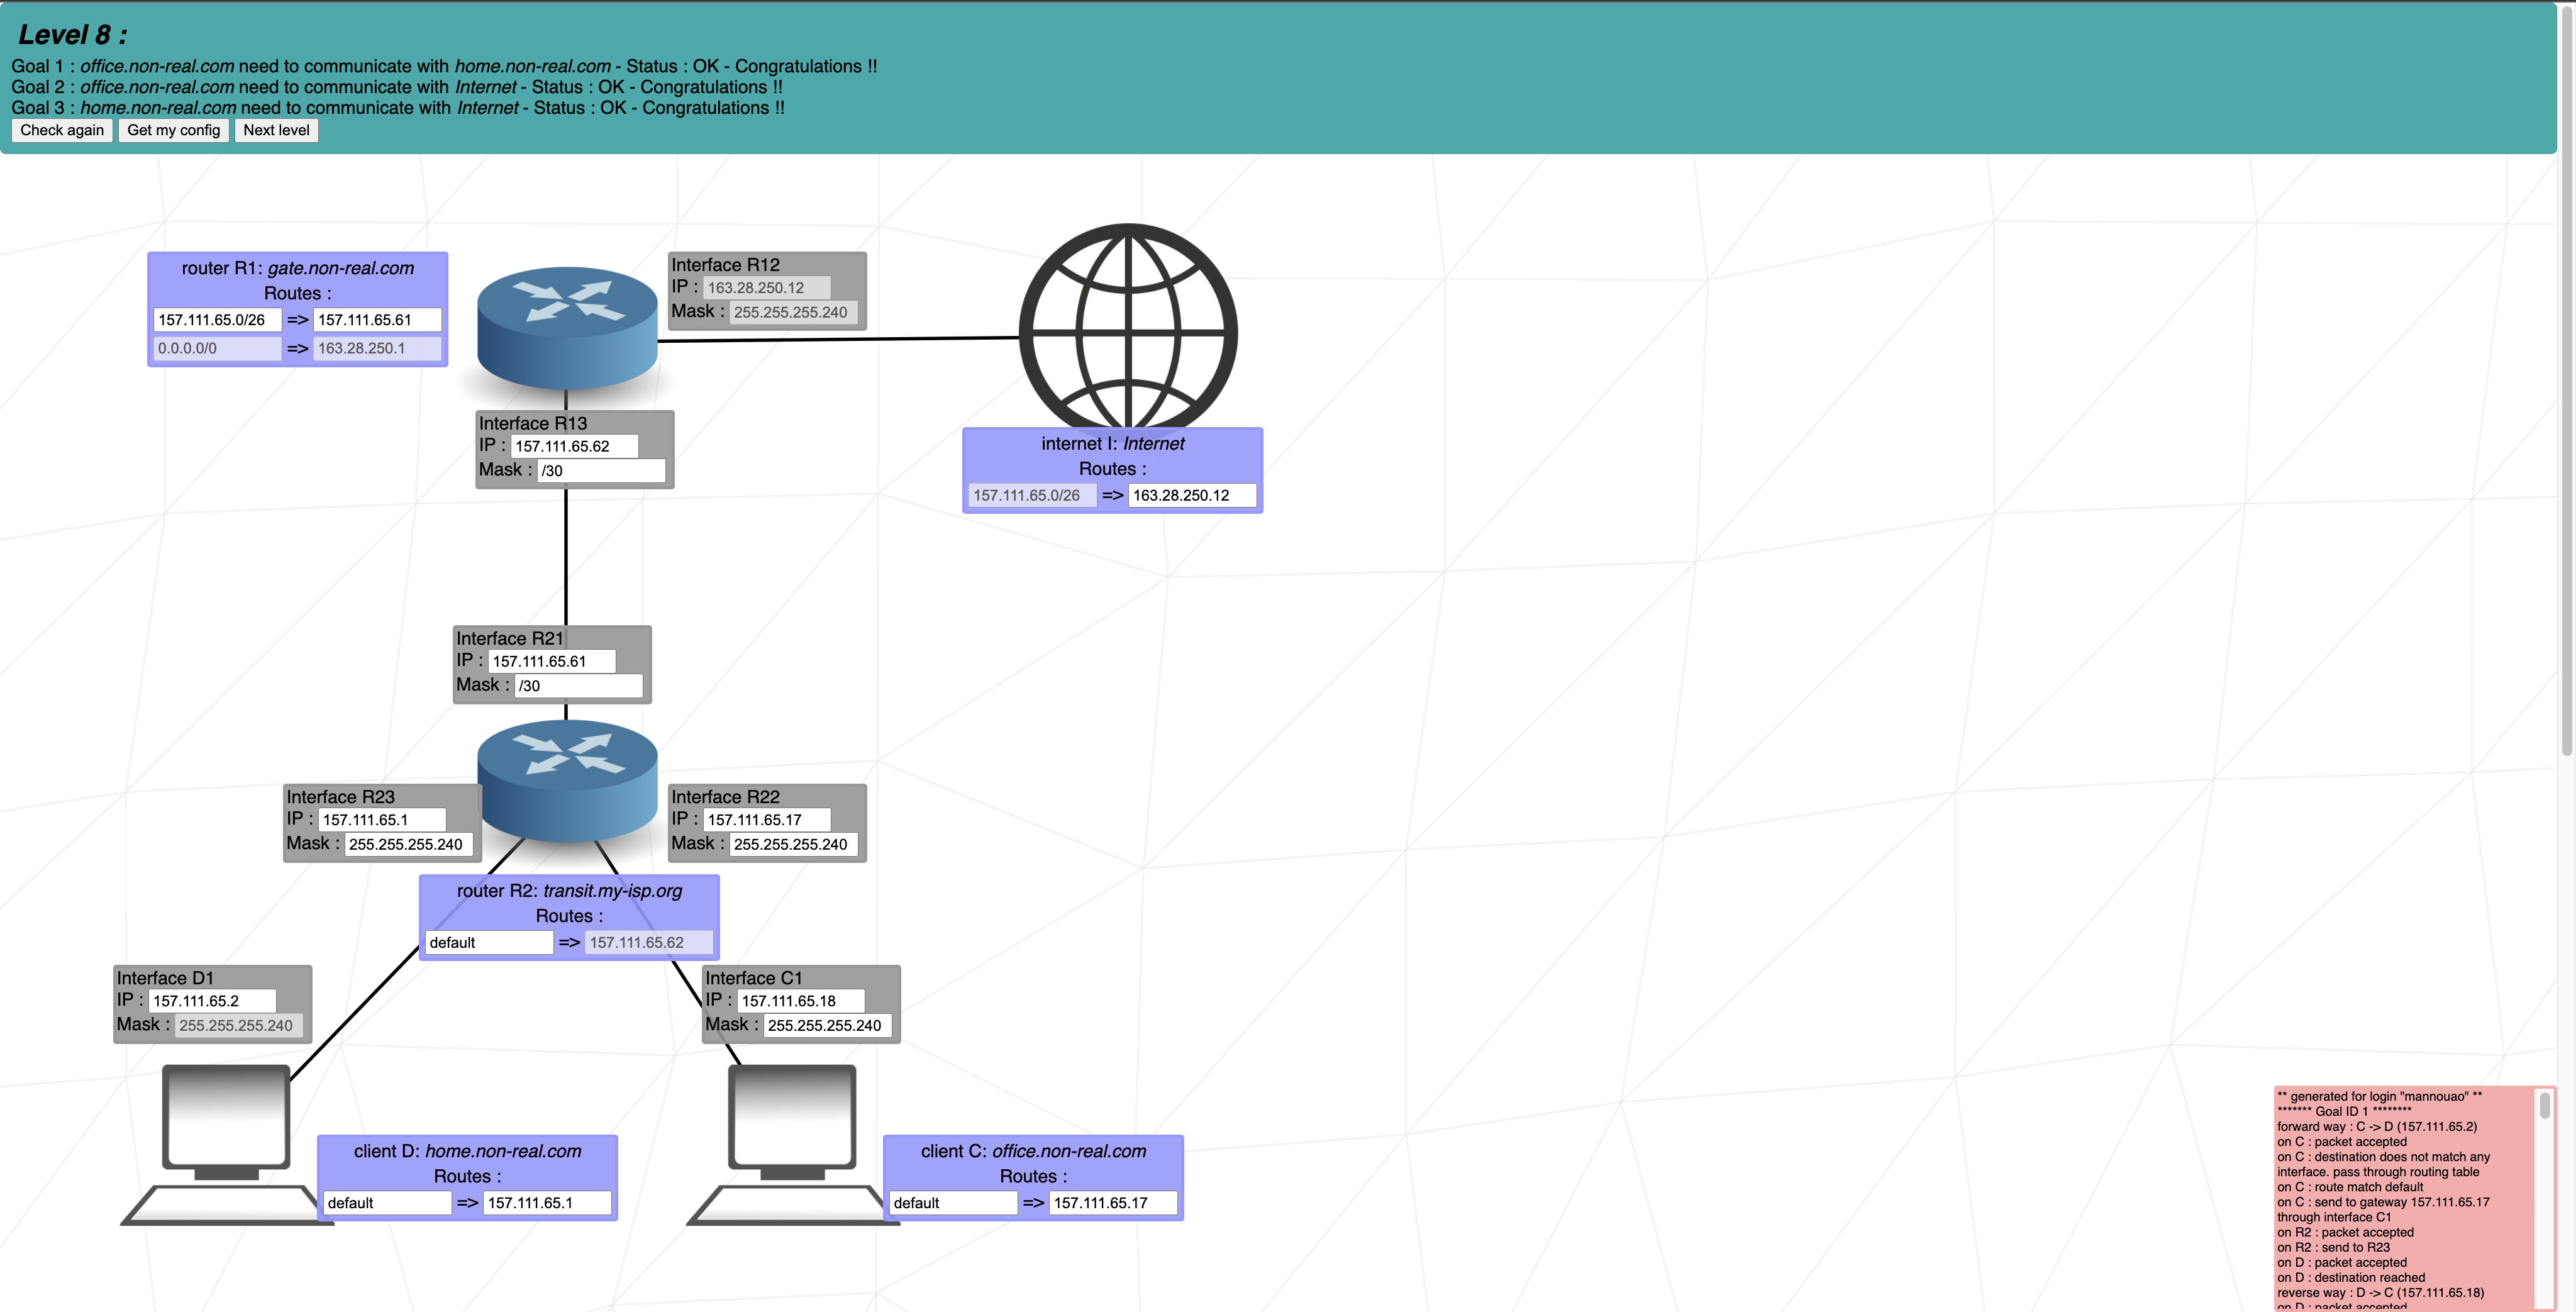 Level 8 :
Goal 1 : office.non-real.com need to communicate with home.non-real.com - Status : OK - Congratulations !!
Goal 2 : office.non-real.com need to communicate with Internet - Status : OK - Congratulations !!
Goal 3 : home.non-real.com need to communicate with Internet - Status : OK - Congratulations !!
Check again Get my config Next level
router R1: gate.non-real.com
Routes :
157.111.65.0/26 => 157.111.65.61
0.0.0.0/0 => 163.28.250.1
Interface R12
IP : 163.28.250.12
Mask : 255.255.255.240
Interface R13
IP : 157.111.65.62
Mask : /30
internet I: Internet
Routes :
157.111.65.0/26 => 163.28.250.12
Interface R21
IP : 157.111.65.61
Mask : /30
Interface R23
IP : 157.111.65.1
Mask : 255.255.255.240
Interface R22
IP : 157.111.65.17
Mask : 255.255.255.240
router R2: transit.my-isp.org
Routes :
default => 157.111.65.62
Interface D1
IP : 157.111.65.2
Mask : 255.255.255.240
Interface C1
IP : 157.111.65.18
Mask : 255.255.255.240
client D: home.non-real.com
Routes :
default => 157.111.65.1
client C: office.non-real.com
Routes :
default => 157.111.65.17
** generated for login "mannouao" **
******* Goal ID 1 ********
forward way : C -> D (157.111.65.2)
on C : packet accepted
on C : destination does not match any
interface. pass through routing table
on C : route match default
on C : send to gateway 157.111.65.17
through interface C1
on R2 : packet accepted
on R2 : send to R23
on D : packet accepted
on D : destination reached
reverse way : D -> C (157.111.65.18)
on D : packet accepted